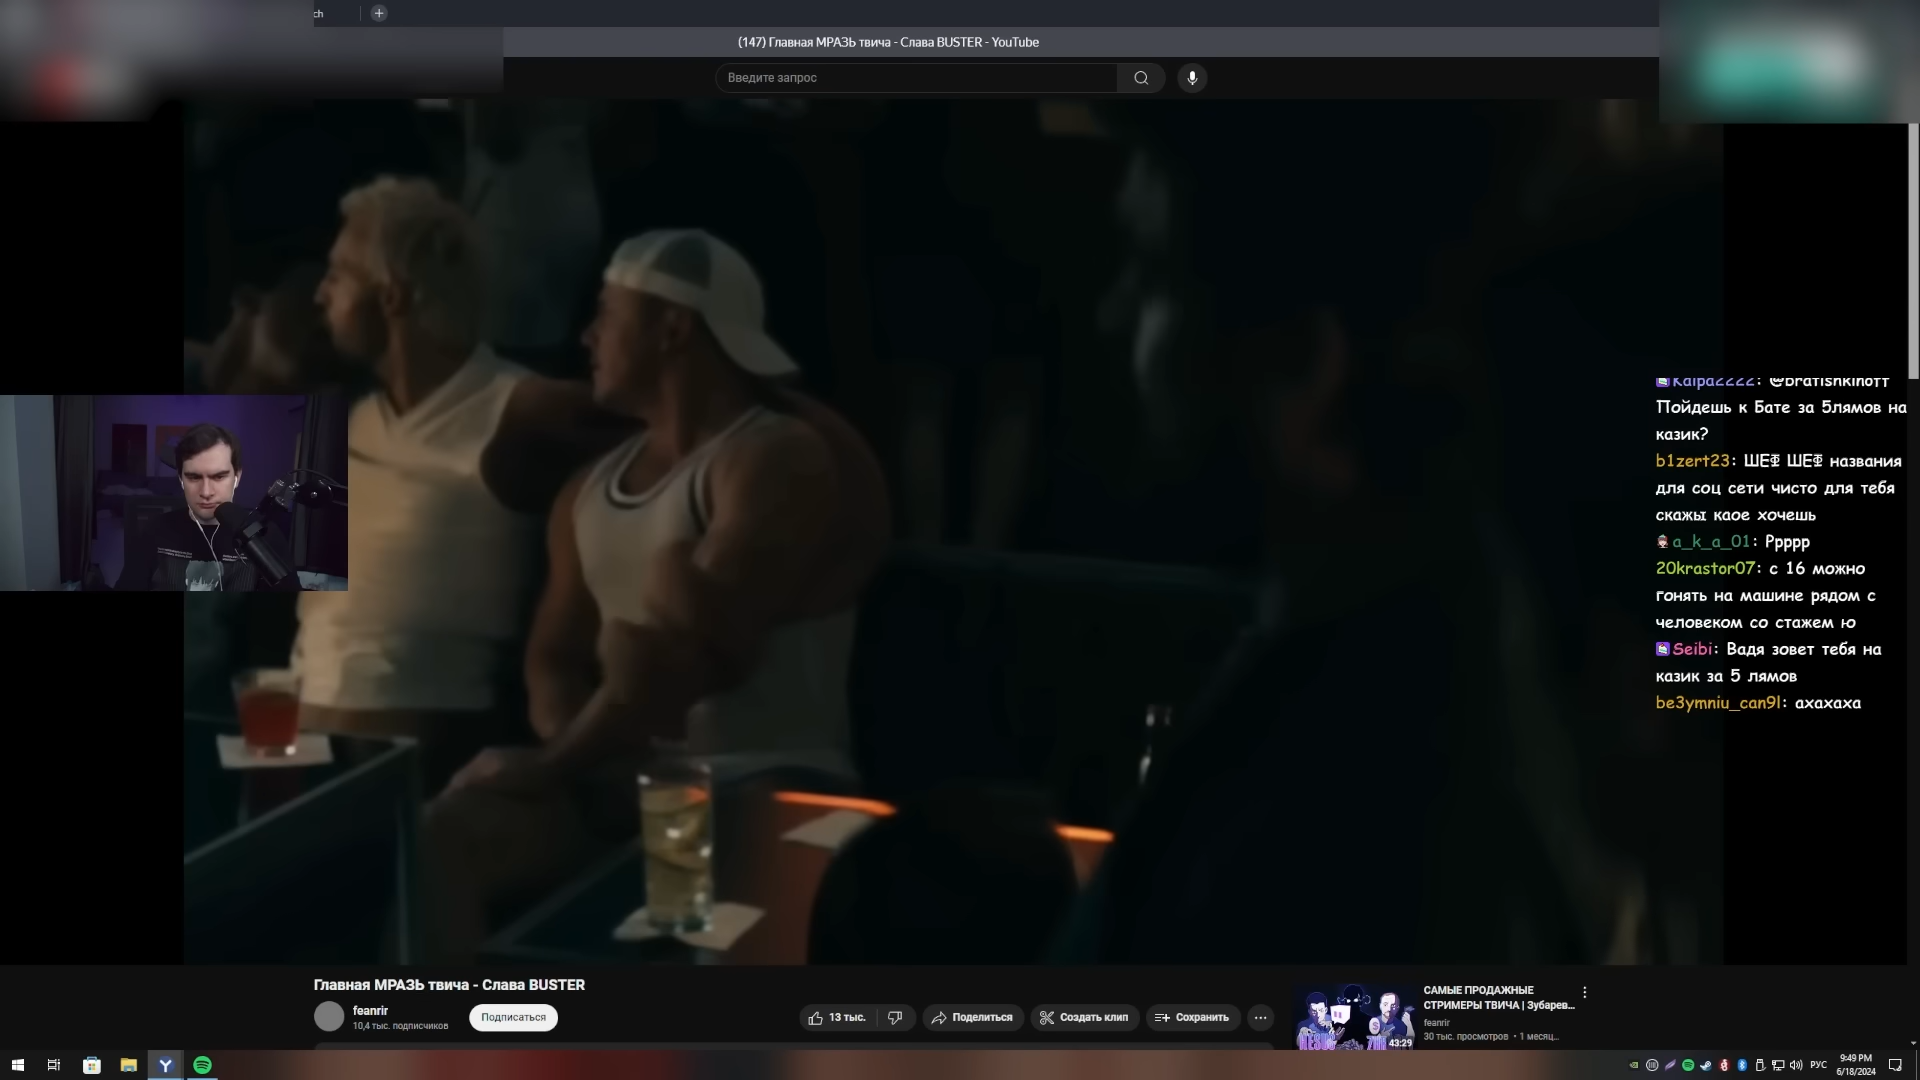 ch
(147) Главная МРАЗЬ твича - Слава BUSTER - YouTube
Введите запрос
Kalpa2222: @bratishkinoff
Пойдешь к Бате за 5лямов на
казик?
b1zert23: ШЕФ ШЕФ названия
для соц сети чисто для тебя
скажы каое хочешь
a_k_a_01: Ррррр
20krastor07: с 16 можно
гонять на машине рядом с
человеком со стажем ю
Seibi: Вадя зовет тебя на
казик за 5 лямов
be3ymniu_can9l: ахахаха
Главная МРАЗЬ твича - Слава BUSTER
feanrir
10,4 тыс. подписчиков
Подписаться
13 тыс.
Поделиться
Создать клип
Сохранить
САМЫЕ ПРОДАЖНЫЕ
СТРИМЕРЫ ТВИЧА | Зубарев...
feanrir
30 тыс. просмотров • 1 месяц...
43:29
РУС
9:49 PM
6/18/2024